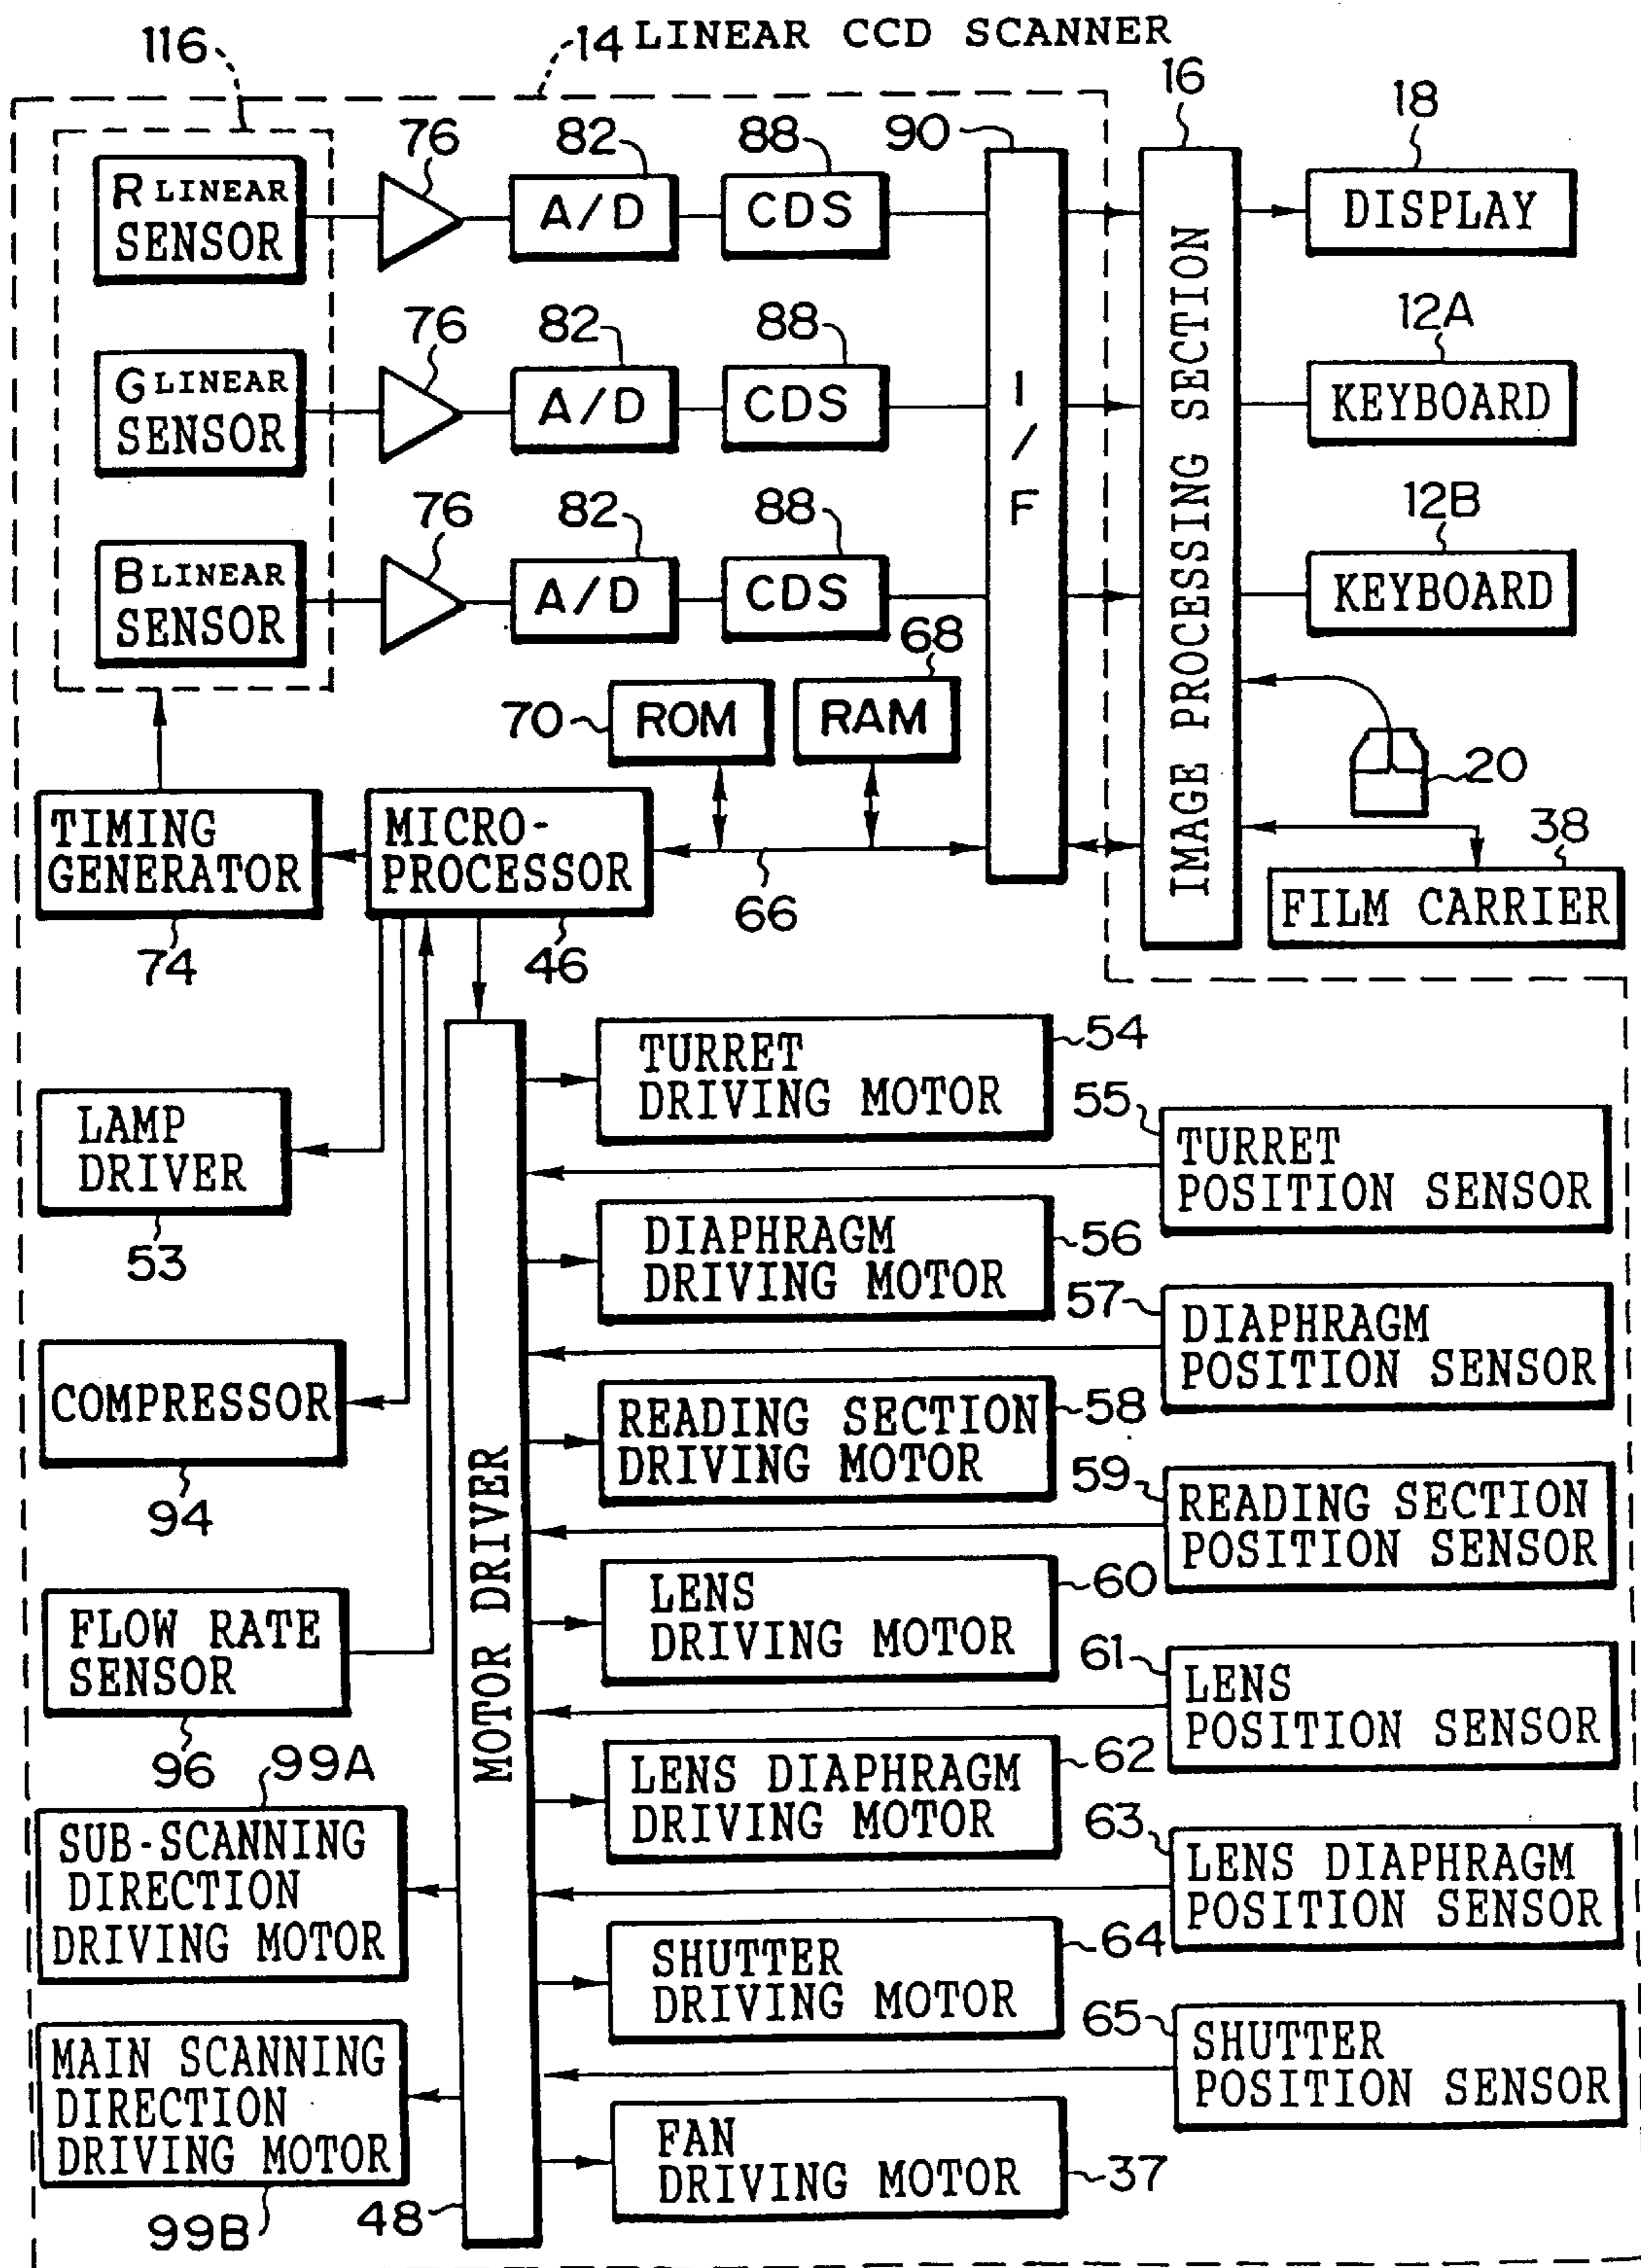 116
14 LINEAR CCD SCANNER
16
18
76
82
88
90
R LINEAR
SENSOR
A/D
CDS
DISPLAY
76
82
88
12A
G LINEAR
SENSOR
A/D
CDS
I/F
IMAGE PROCESSING SECTION
KEYBOARD
76
82
88
12B
B LINEAR
SENSOR
A/D
CDS
KEYBOARD
68
70
ROM
RAM
20
TIMING
GENERATOR
MICRO-
PROCESSOR
38
FILM CARRIER
66
74
46
TURRET
DRIVING MOTOR
54
55
LAMP
DRIVER
TURRET
POSITION SENSOR
53
DIAPHRAGM
DRIVING MOTOR
56
57
DIAPHRAGM
POSITION SENSOR
COMPRESSOR
READING SECTION
DRIVING MOTOR
58
59
94
MOTOR DRIVER
READING SECTION
POSITION SENSOR
LENS
DRIVING MOTOR
60
FLOW RATE
SENSOR
61
LENS
POSITION SENSOR
96
99A
LENS DIAPHRAGM
DRIVING MOTOR
62
63
SUB-SCANNING
DIRECTION
DRIVING MOTOR
LENS DIAPHRAGM
POSITION SENSOR
SHUTTER
DRIVING MOTOR
64
65
MAIN SCANNING
DIRECTION
DRIVING MOTOR
SHUTTER
POSITION SENSOR
FAN
DRIVING MOTOR
37
99B
48